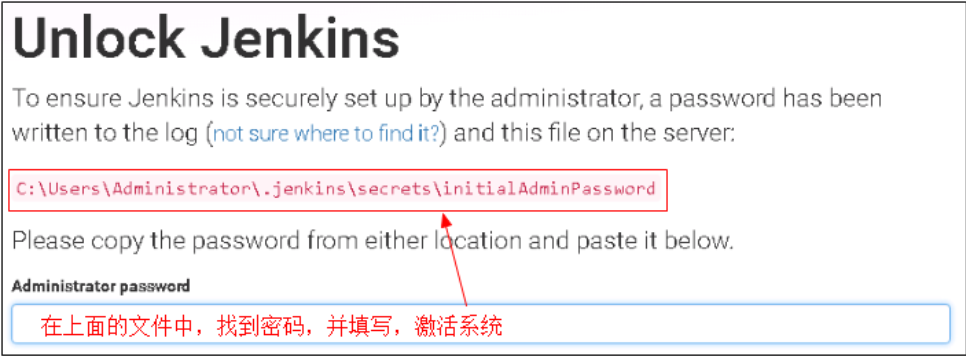 Unlock Jenkins
To ensure Jenkins is securely set up by the administrator, a password has been
written to the log (not sure where to find it?) and this file on the server:
C:\Users\Administrator\.jenkins\secrets\initialAdminPassword
Please copy the password from either location and paste it below.
Administrator password
在上面的文件中，找到密码，并填写，激活系统